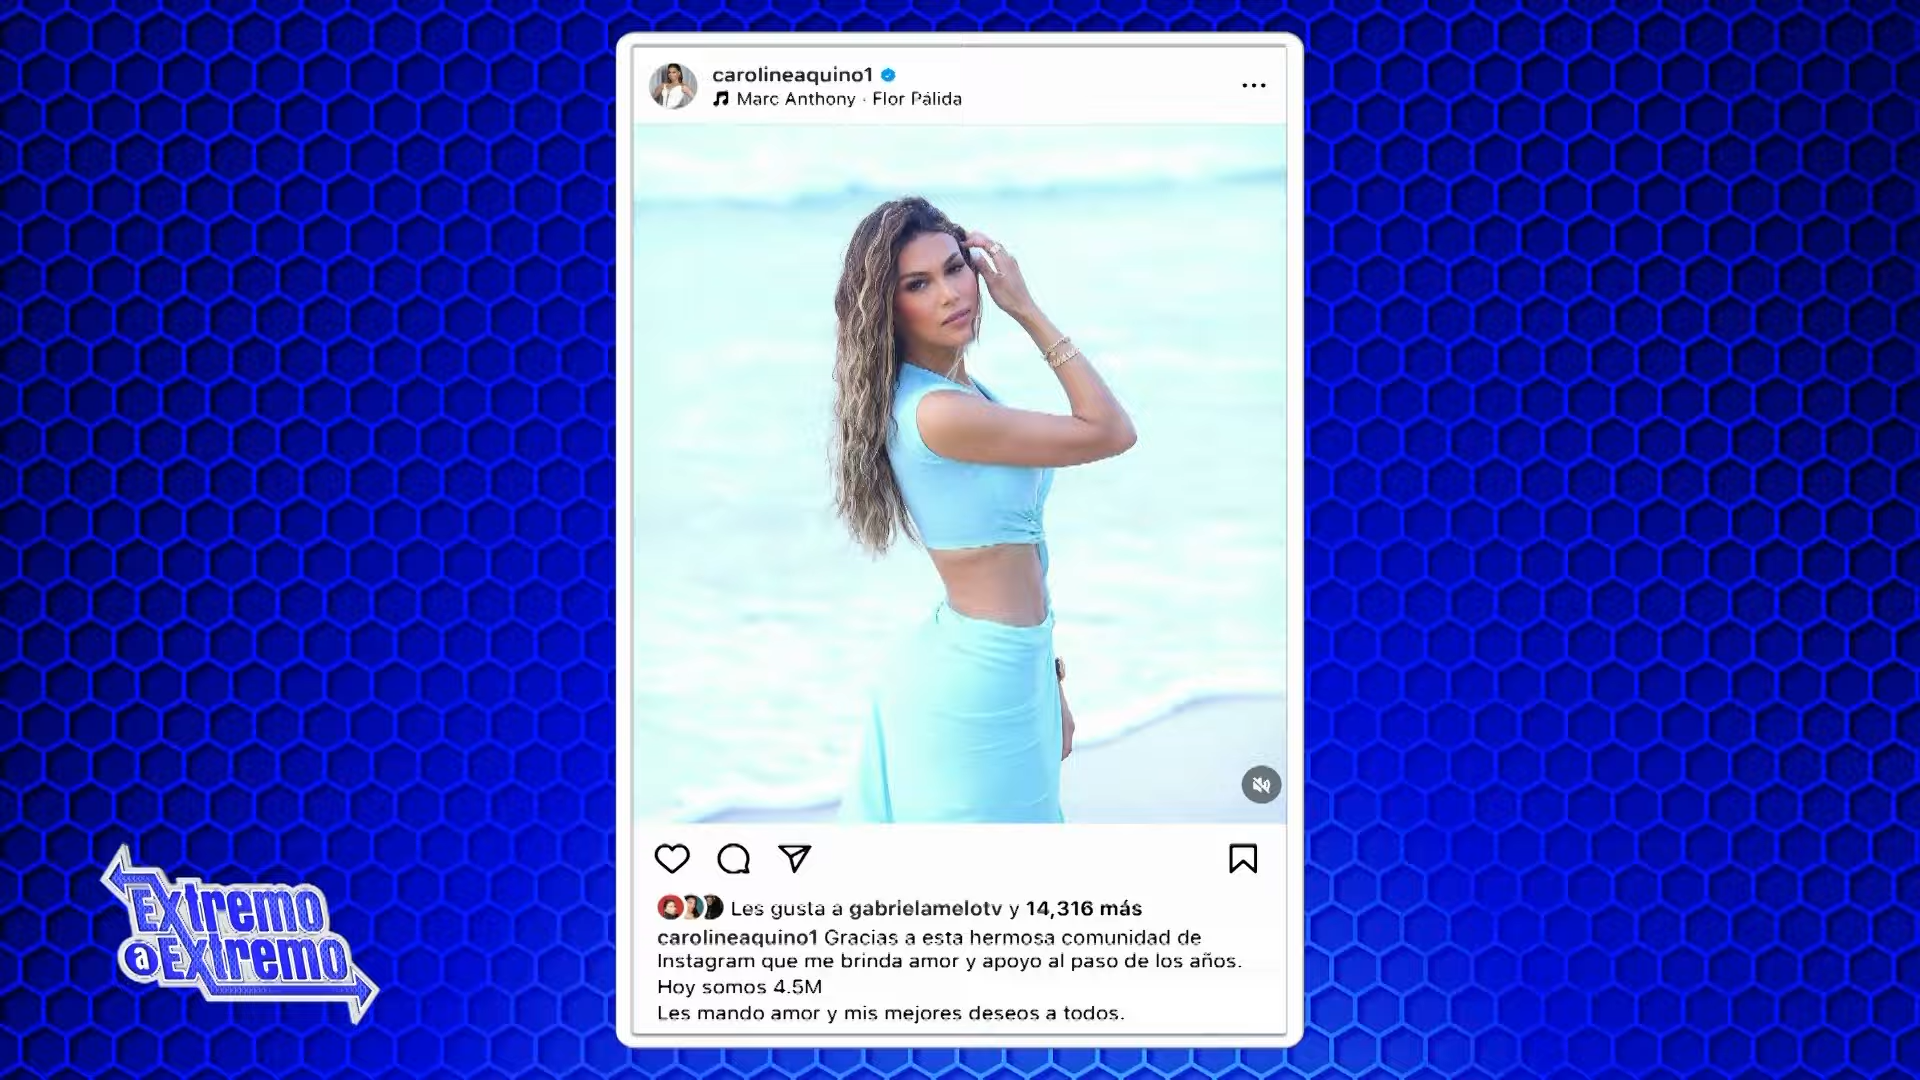 carolineaquino1
Marc Anthony · Flor Pálida
Les gusta a gabrielamelotv y 14,316 más
carolineaquino1 Gracias a esta hermosa comunidad de
Instagram que me brinda amor y apoyo al paso de los años.
Hoy somos 4.5M
Les mando amor y mis mejores deseos a todos.
Extremo
a Extremo